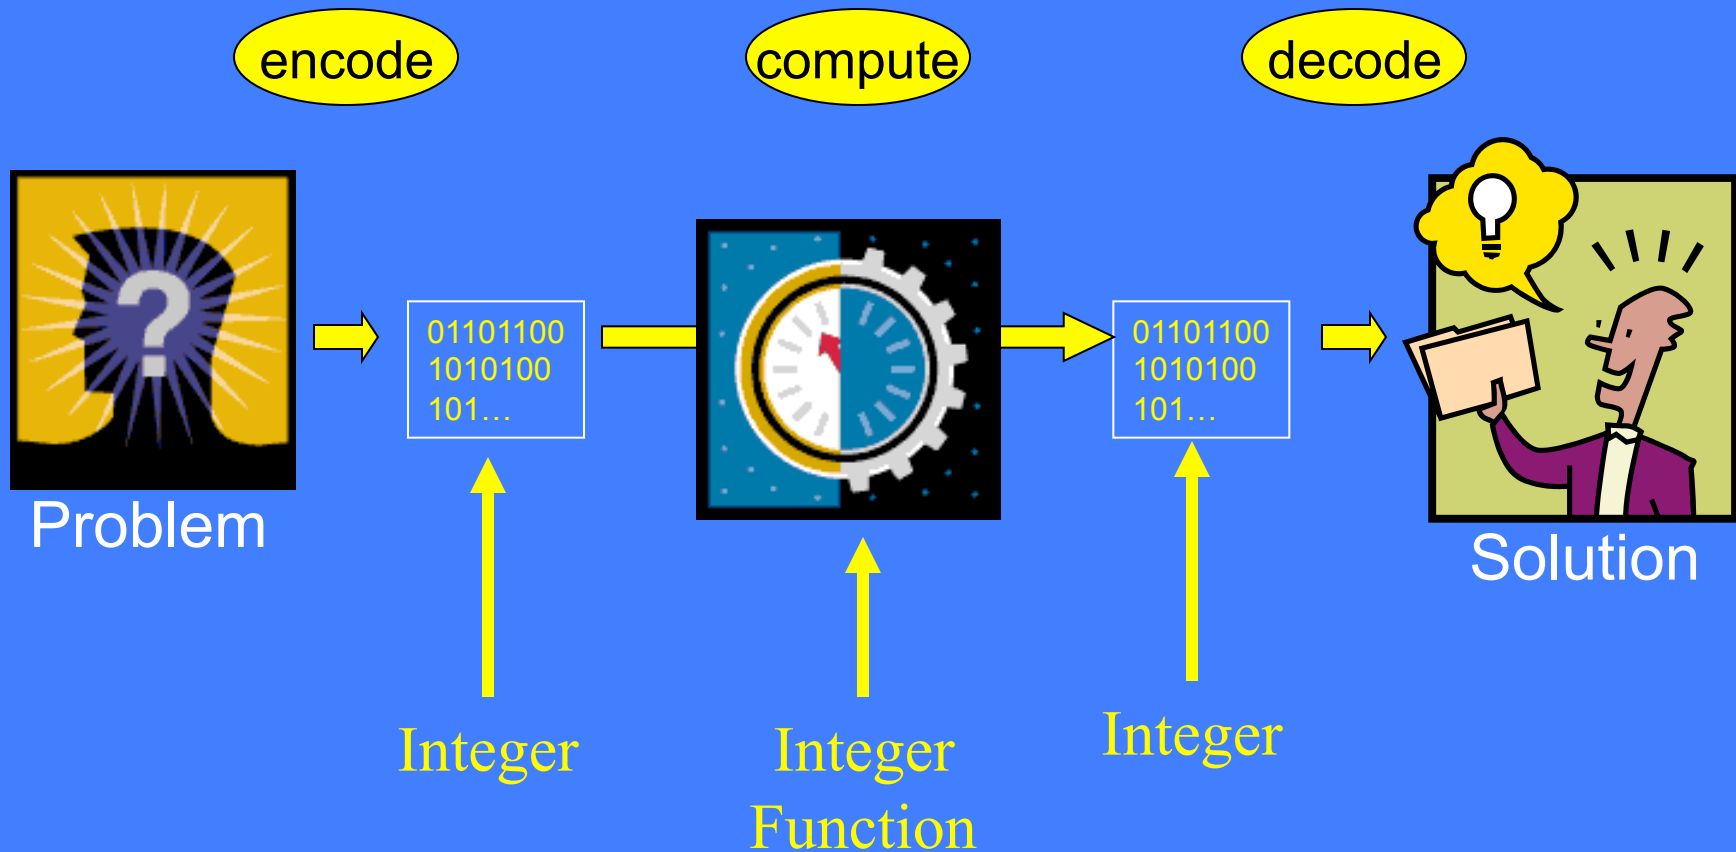 encode
compute
decode
?
01101100
1010100
101...
01101100
1010100
101...
Problem
Solution
Integer
Integer
Function
Integer